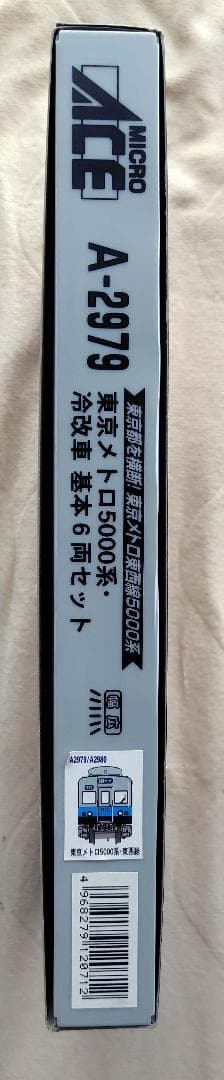 MICRO
ACE
A-2979
東京都を横断! 東京メトロ東西線5000系
東京メトロ5000系・
冷改車 基本6両セット
幅広
A2979/A2980
東京メトロ5000系・東西線
4 968279 120712